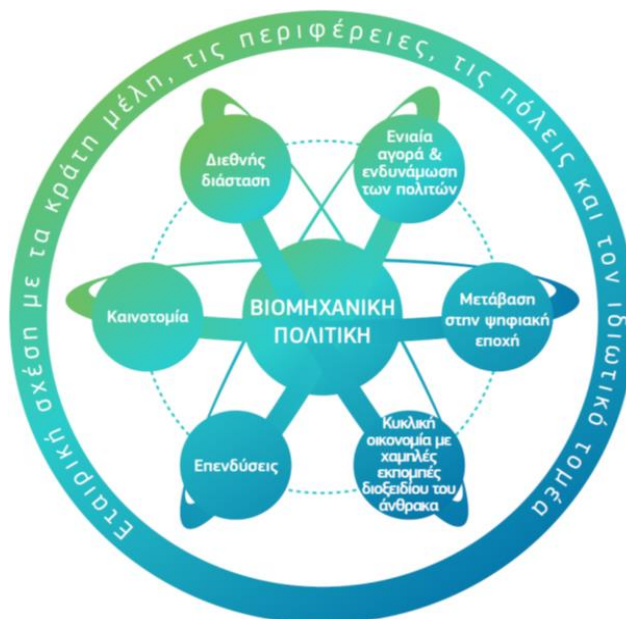 Εταιρική σχέση με τα κράτη μέλη, τις περιφέρειες, τις πόλεις και τον ιδιωτικό τομέα
Διεθνής
διάσταση
Ενιαία
αγορά &
ενδυνάμωση
των πολιτών
Καινοτομία
ΒΙΟΜΗΧΑΝΙΚΗ
ΠΟΛΙΤΙΚΗ
Μετάβαση
στην ψηφιακή
εποχή
Επενδύσεις
Κυκλική
οικονομία με
χαμηλές
εκπομπές
διοξειδίου του
άνθρακα